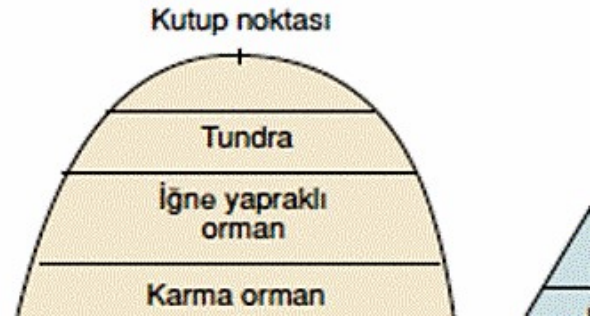 Kutup noktası
Tundra
İğne yapraklı
orman
Karma orman